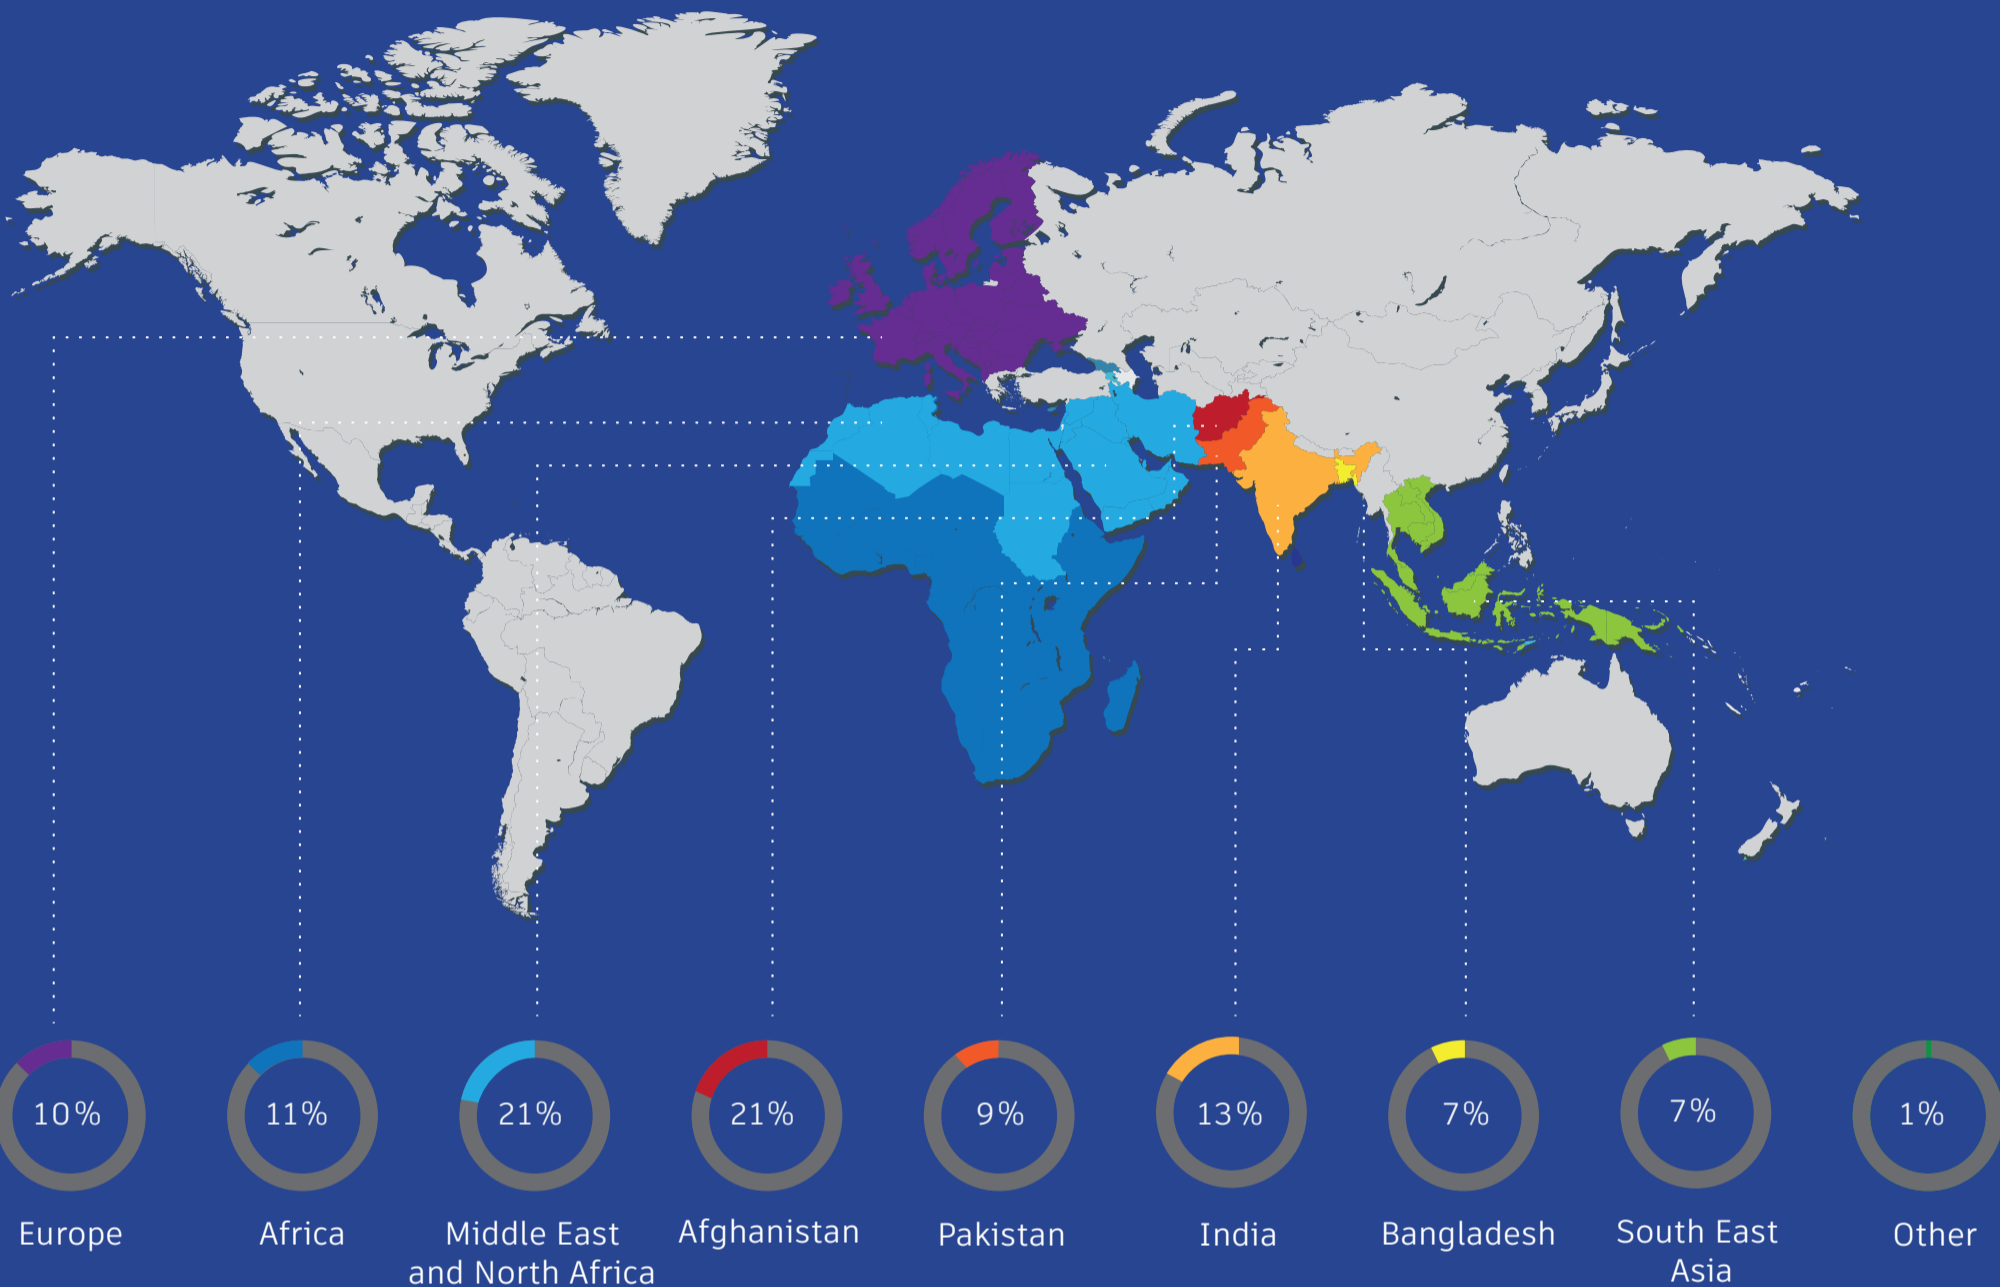 10%
11%
21%
21%
9%
13%
7%
7%
1%
Europe
Africa
Middle East
and North Africa
Afghanistan
Pakistan
India
Bangladesh
South East
Asia
Other